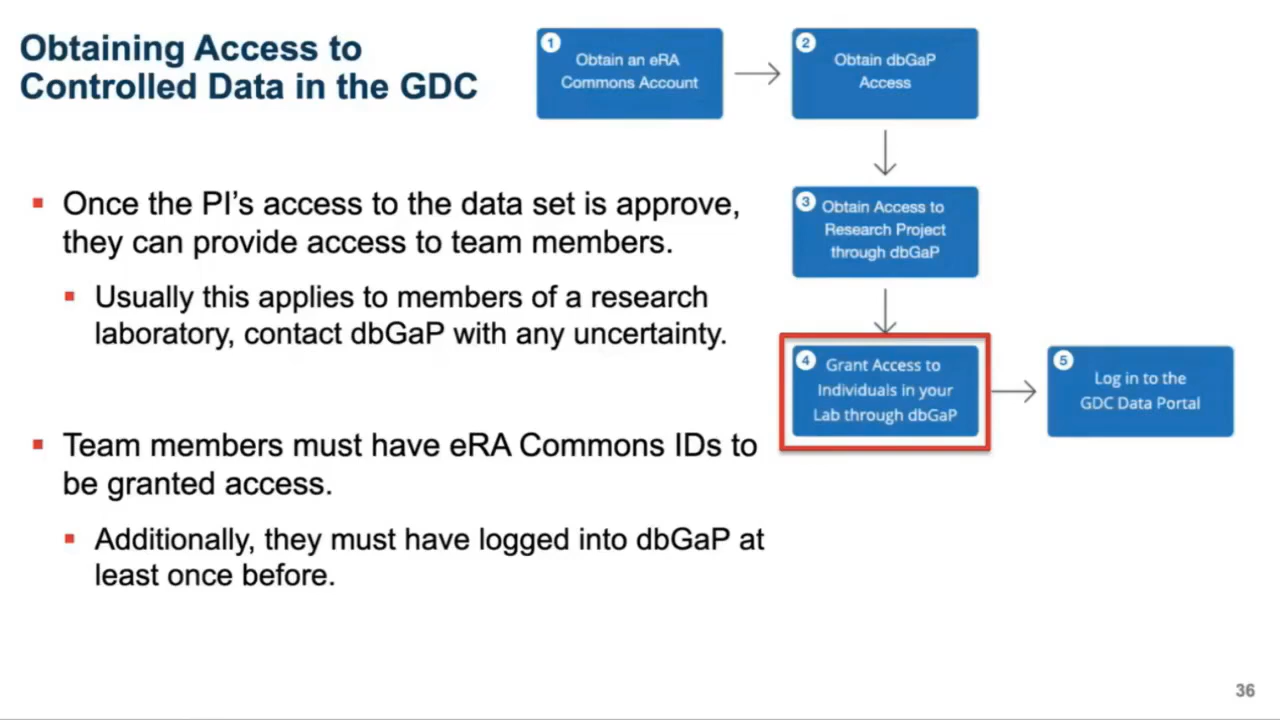 Obtaining Access to
Controlled Data in the GDC
1
Obtain an eRA
Commons Account
2
Obtain dbGaP
Access
3
Obtain Access to
Research Project
through dbGaP
4
Grant Access to
Individuals in your
Lab through dbGaP
5
Log in to the
GDC Data Portal
▪ Once the PI's access to the data set is approve,
they can provide access to team members.
▪ Usually this applies to members of a research
laboratory, contact dbGaP with any uncertainty.
▪ Team members must have eRA Commons IDs to
be granted access.
▪ Additionally, they must have logged into dbGaP at
least once before.
36